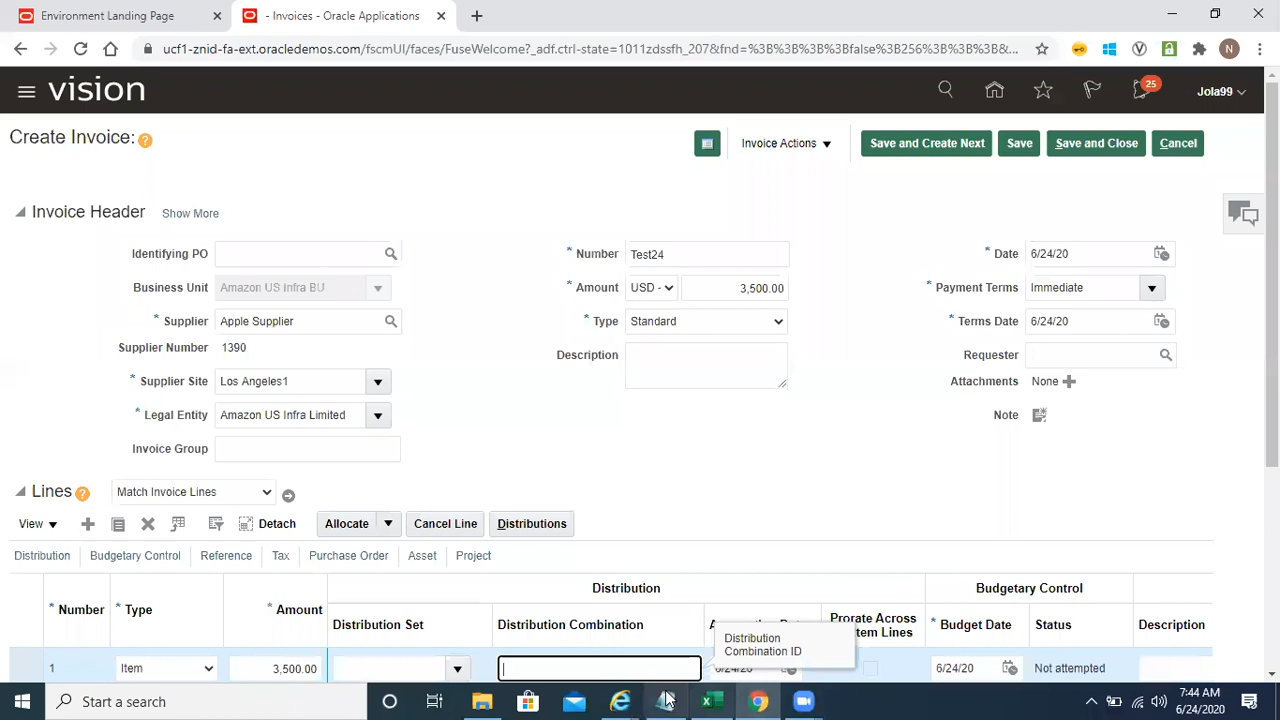 Environment Landing Page
- Invoices - Oracle Applications
ucf1-znid-fa-ext.oracledemos.com/fscmUI/faces/FuseWelcome?_adf.ctrl-state=1011zdssfh_207&fnd=%3B%3B%3B%3Bfalse%3B256%3B%3B%3B&...
N
vision
25
Jola99
Create Invoice:
Invoice Actions
Save and Create Next
Save
Save and Close
Cancel
Invoice Header
Show More
Identifying PO
* Number Test24
* Date 6/24/20
Business Unit Amazon US Infra BU
* Amount USD - 3,500.00
* Payment Terms Immediate
* Supplier Apple Supplier
* Type Standard
* Terms Date 6/24/20
Supplier Number 1390
Description
Requester
* Supplier Site Los Angeles1
Attachments None
* Legal Entity Amazon US Infra Limited
Note
Invoice Group
Lines
Match Invoice Lines
View
Detach
Allocate
Cancel Line
Distributions
Distribution Budgetary Control Reference Tax Purchase Order Asset Project
Distribution Budgetary Control
* Number * Type * Amount Distribution Set Distribution Combination
Prorate Across
* Budget Date Status Description
Distribution
Combination ID
1 Item 3,500.00
6/24/20 Not attempted
Start a search
7:44 AM
6/24/2020